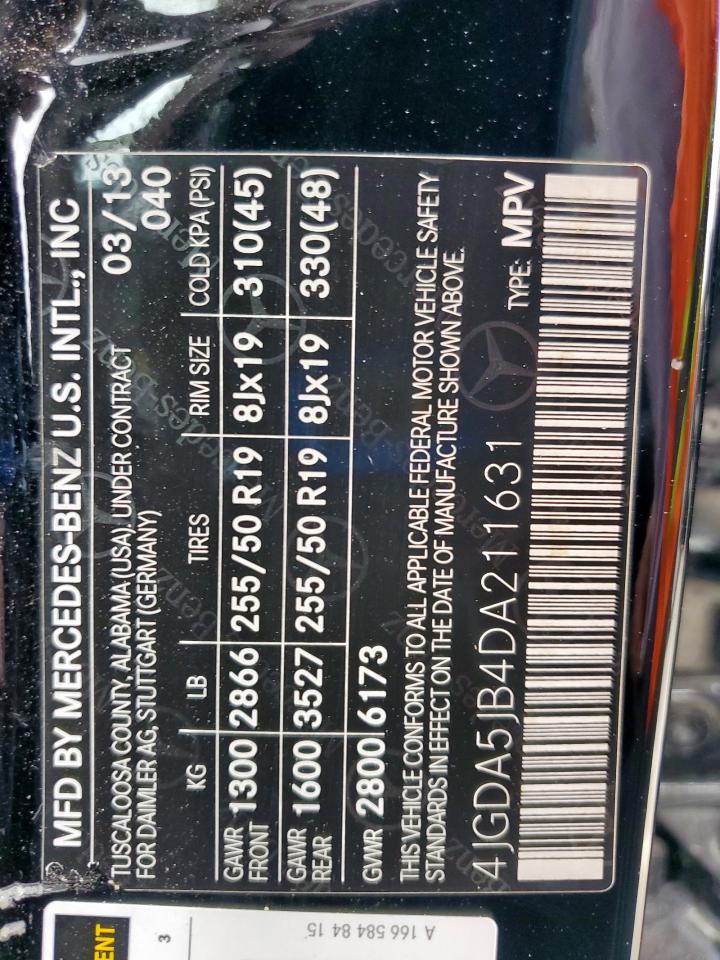 MFD BY MERCEDES-BENZ U.S. INTL., INC
TUSCALOOSA COUNTY, ALABAMA (USA), UNDER CONTRACT 03/13
FOR DAIMLER AG, STUTTGART (GERMANY) 040
KG LB TIRES RIM SIZE COLD KPA (PSI)
GAWR FRONT 1300 2866 255/50 R19 8Jx19 310(45)
GAWR REAR 1600 3527 255/50 R19 8Jx19 330(48)
GWWR 2800 6173
THIS VEHICLE CONFORMS TO ALL APPLICABLE FEDERAL MOTOR VEHICLE SAFETY
STANDARDS IN EFFECT ON THE DATE OF MANUFACTURE SHOWN ABOVE.
4JGDA5JB4DA211631 TYPE: MPV
ENT
3
A 166 584 84 15